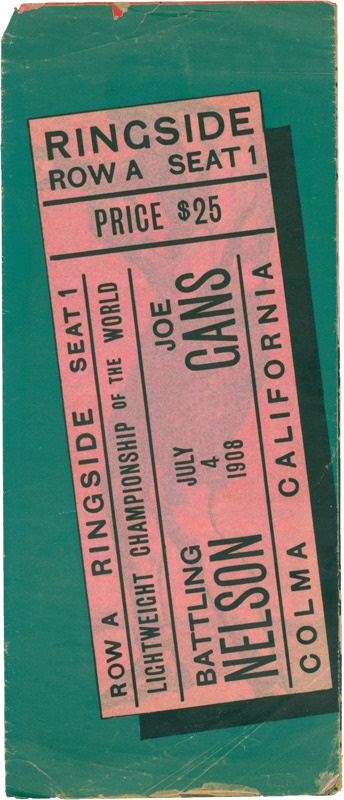 RINGSIDE
ROW A SEAT 1
PRICE $25
ROW A RINGSIDE SEAT 1
LIGHTWEIGHT CHAMPIONSHIP OF THE WORLD
BATTLING
NELSON
JULY
4
1908
JOE
GANS
COLMA CALIFORNIA